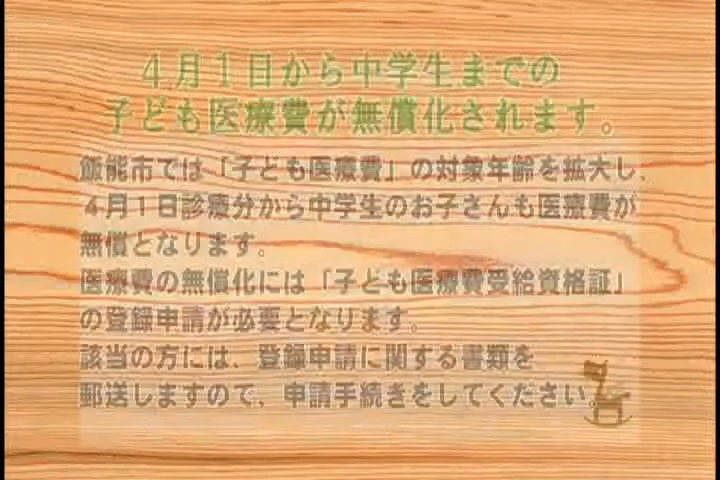 4月1日から中学生までの
子ども医療費が無償化されます。
飯能市では「子ども医療費」の対象年齢を拡大し、
4月1日診療分から中学生のお子さんも医療費が
無償となります。
医療費の無償化には「子ども医療費受給資格証」
の登録申請が必要となります。
該当の方には、登録申請に関する書類を
郵送しますので、申請手続きをしてください。